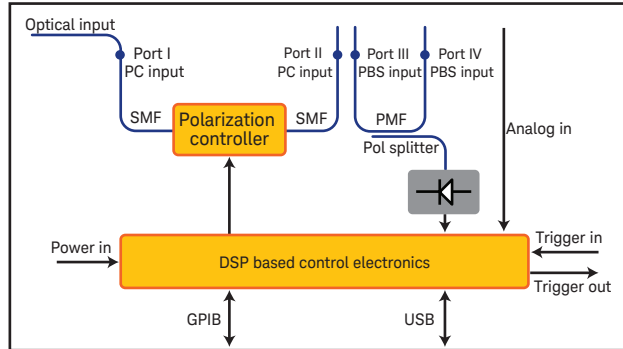 Optical input
Port I
PC input
Port II
PC input
Port III
PBS input
Port IV
PBS input
SMF
Polarization
controller
SMF
PMF
Pol splitter
Analog in
Power in
DSP based control electronics
Trigger in
Trigger out
GPIB
USB